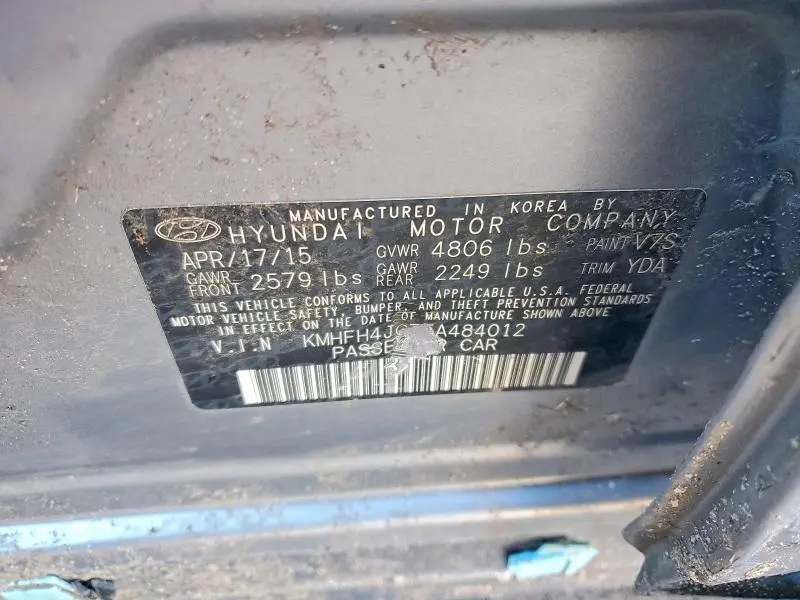 MANUFACTURED IN KOREA BY
HYUNDAI MOTOR COMPANY
APR/17/15 GVWR 4806 lbs PAINT V7S
GAWR FRONT 2579 lbs GAWR REAR 2249 lbs TRIM YDA
THIS VEHICLE CONFORMS TO ALL APPLICABLE U.S.A. FEDERAL
MOTOR VEHICLE SAFETY, BUMPER, AND THEFT PREVENTION STANDARDS
IN EFFECT ON THE DATE OF MANUFACTURE SHOWN ABOVE
V.I.N
CAR